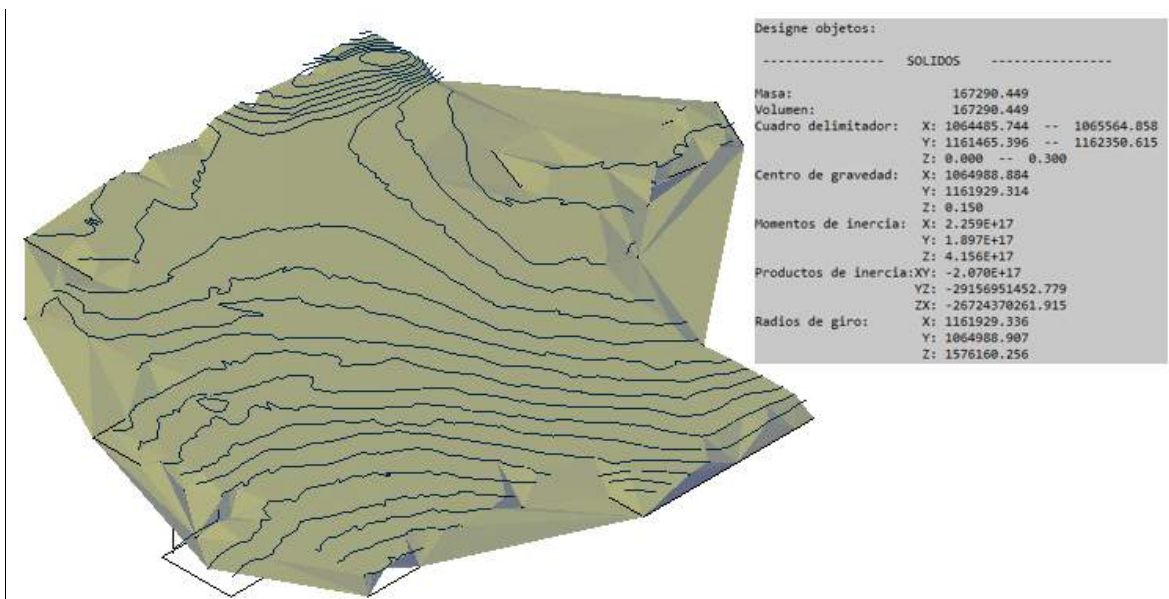 Designe objetos:
---------------- SOLIDOS ----------------
Masa: 167290.449
Volumen: 167290.449
Cuadro delimitador: X: 1064485.744 -- 1065564.858
Y: 1161465.396 -- 1162350.615
Z: 0.000 -- 0.300
Centro de gravedad: X: 1064988.884
Y: 1161929.314
Z: 0.150
Momentos de inercia: X: 2.259E+17
Y: 1.897E+17
Z: 4.156E+17
Productos de inercia:XY: -2.070E+17
YZ: -29156951452.779
ZX: -26724370261.915
Radios de giro: X: 1161929.336
Y: 1064988.907
Z: 1576160.256